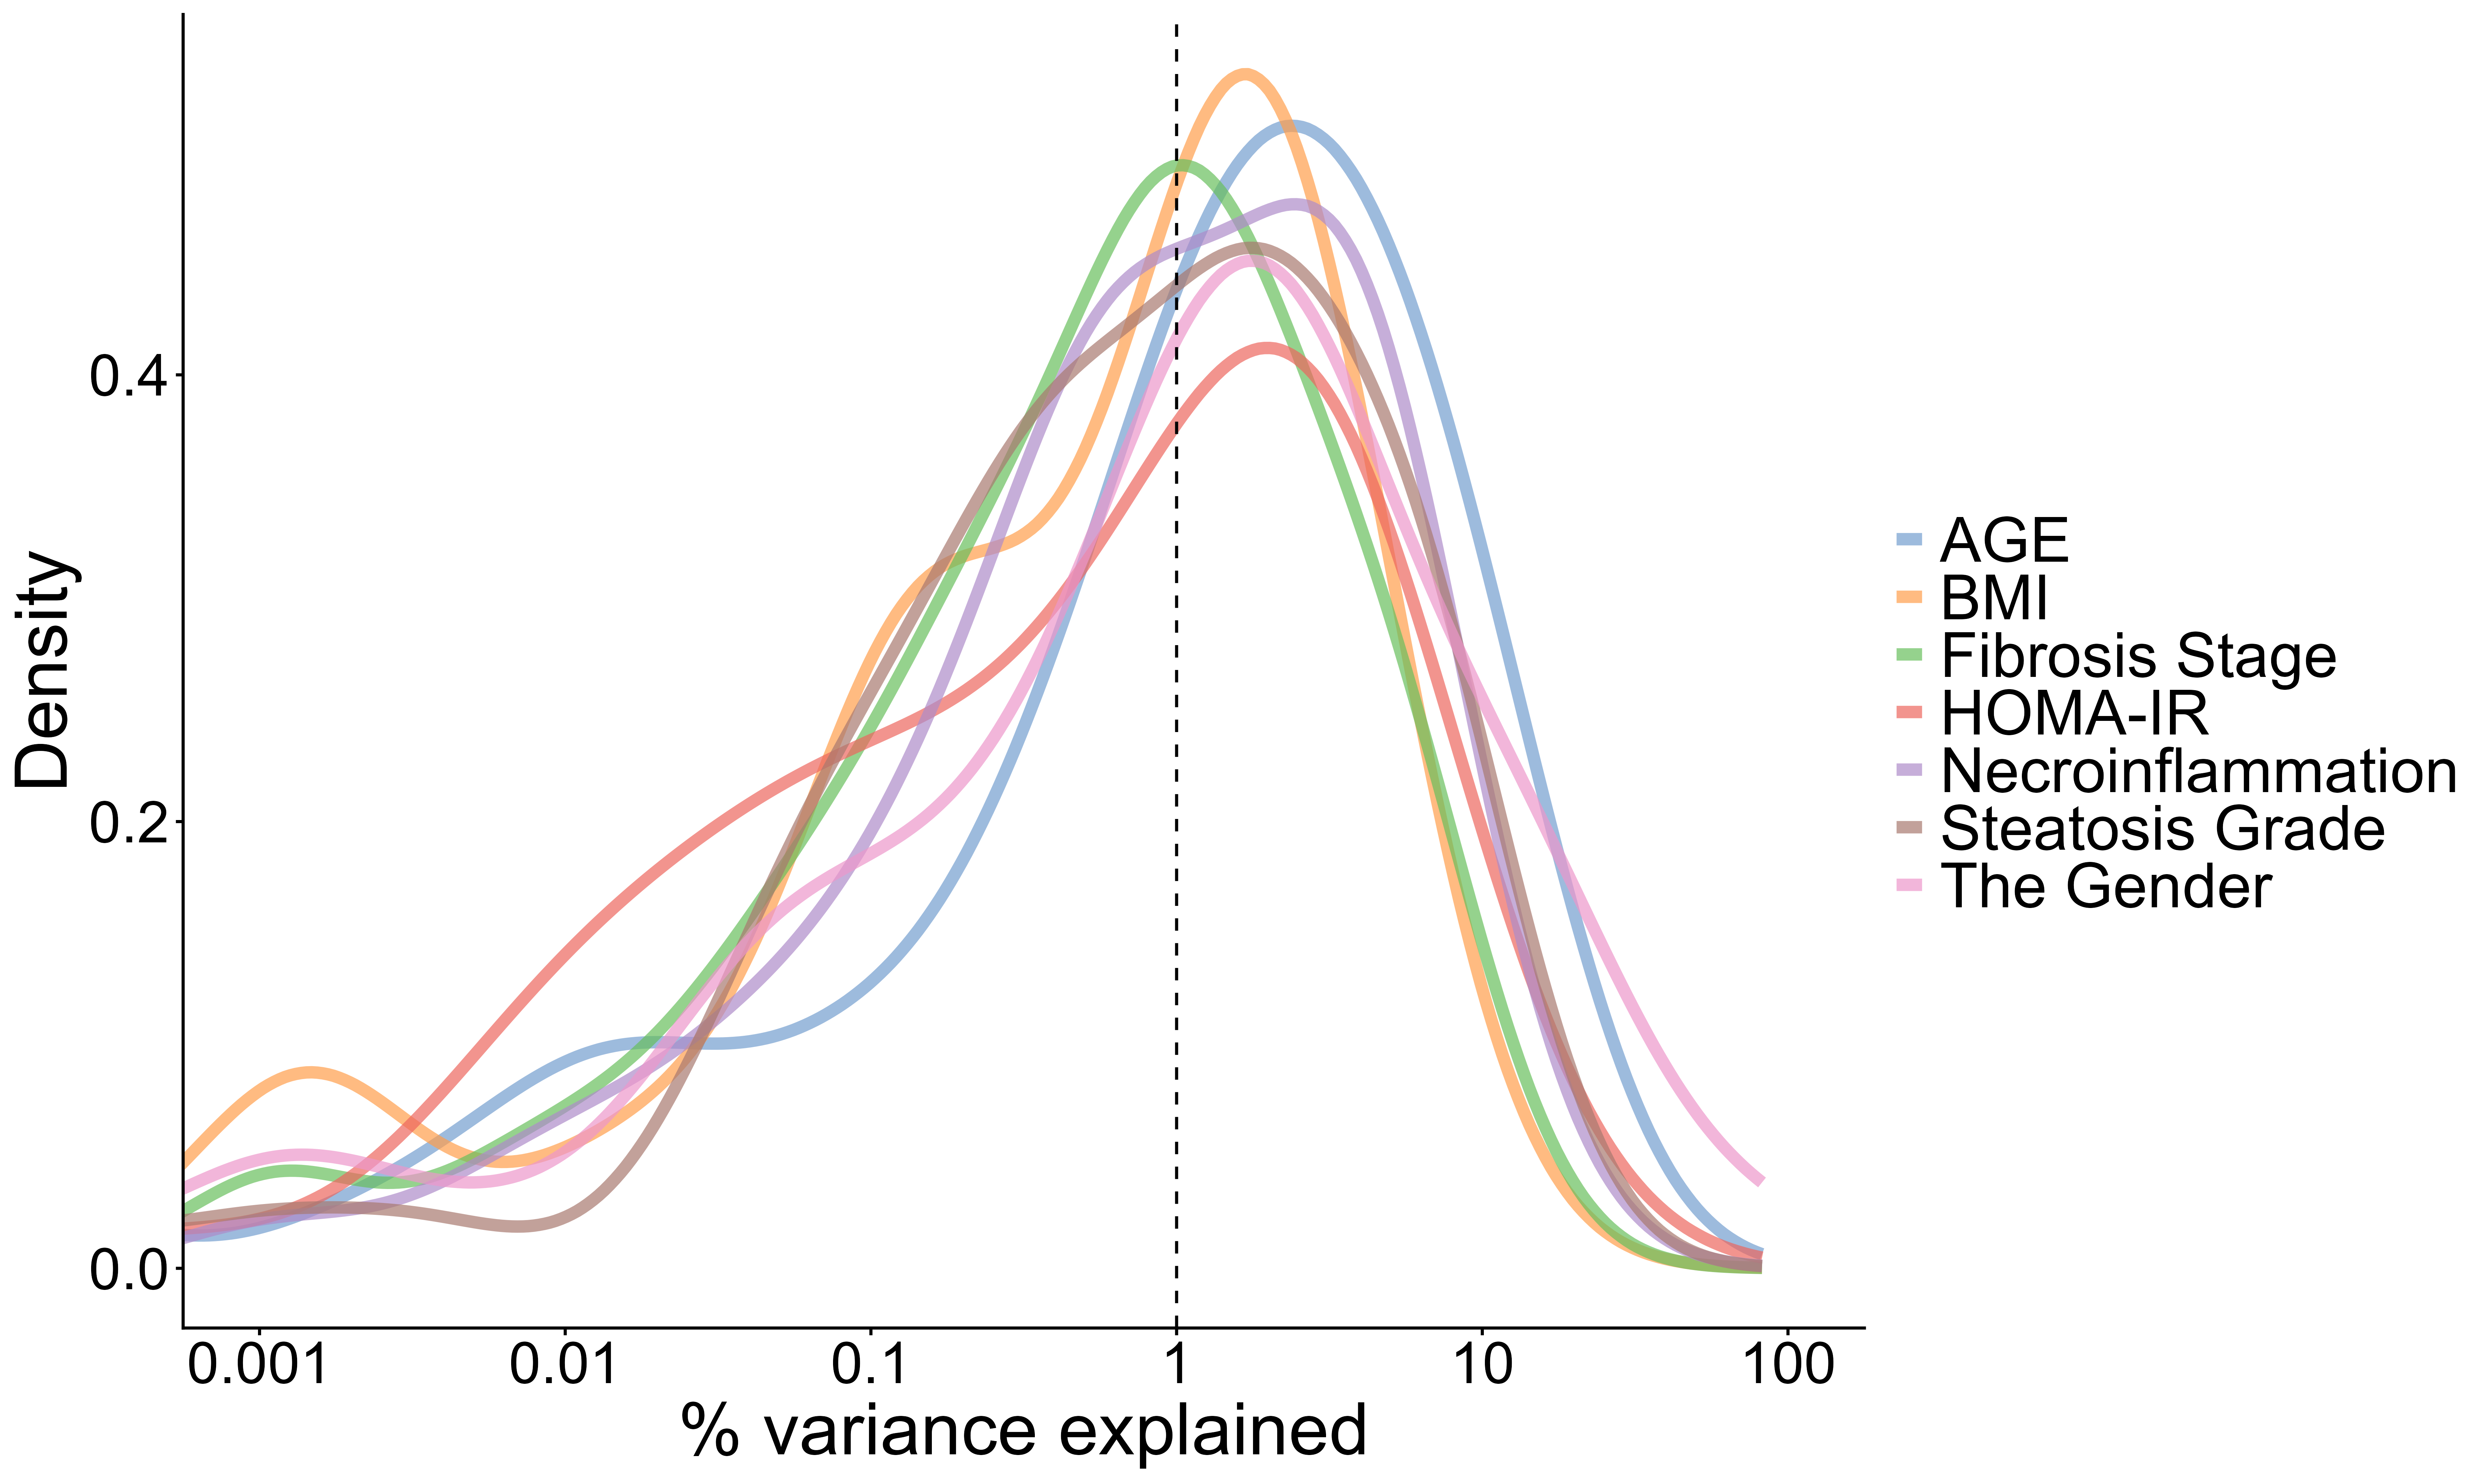 Density
0.4
0.2
0.0
0.001 0.01 0.1 1 10 100
% variance explained
AGE
BMI
Fibrosis Stage
HOMA-IR
Necroinflammation
Steatosis Grade
The Gender